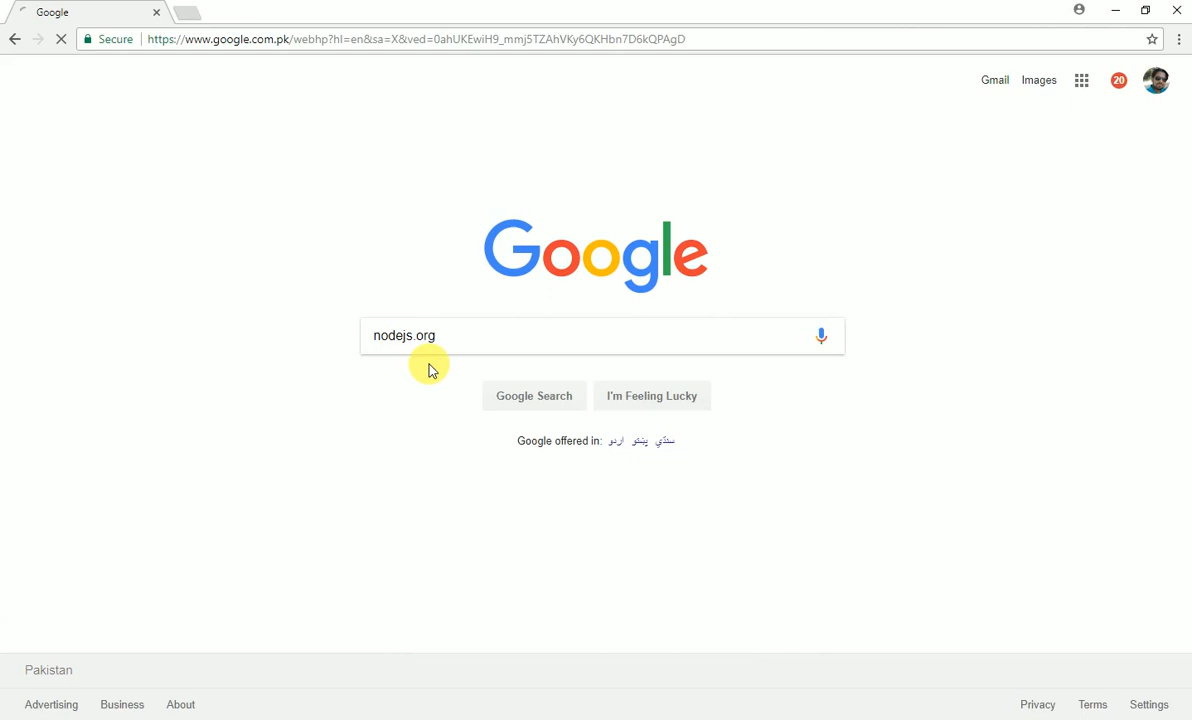 Google
Secure https://www.google.com.pk/webhp?hl=en&sa=X&ved=0ahUKEwiH9_mmj5TZAhVKy6QKHbn7D6kQPAgD
Gmail Images 20
Google
nodejs.org
Google Search I'm Feeling Lucky
Google offered in: اردو پښتو سنڌي
Pakistan
Advertising Business About Privacy Terms Settings